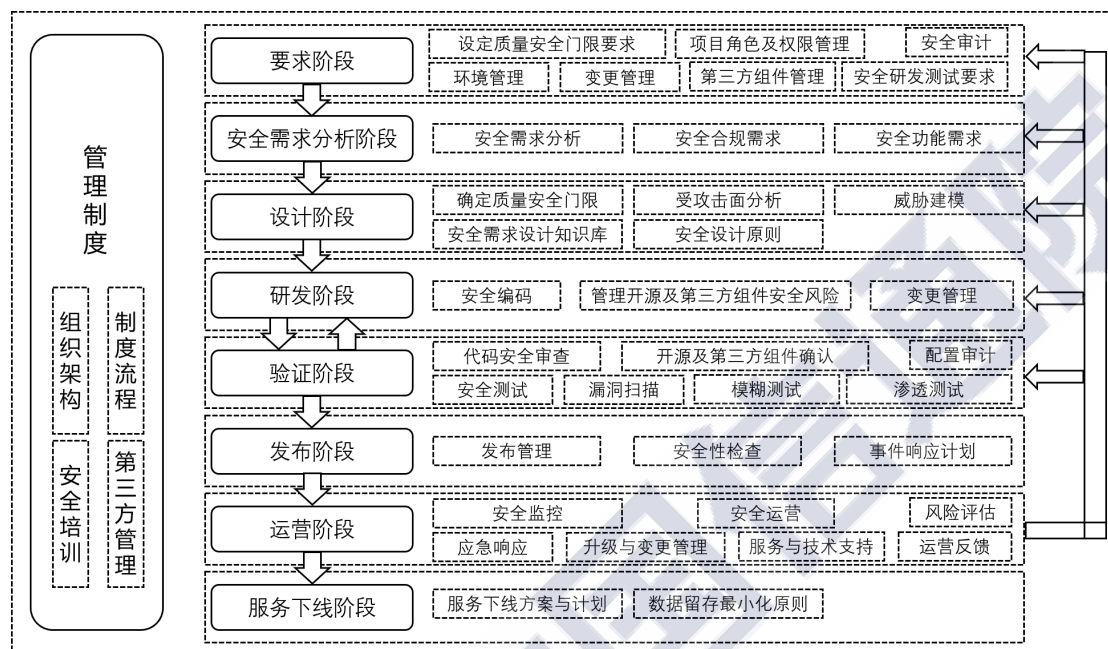 管理制度
组织架构
制度流程
安全培训
第三方管理
要求阶段
设定质量安全门限要求
项目角色及权限管理
安全审计
环境管理
变更管理
第三方组件管理
安全研发测试要求
安全需求分析阶段
安全需求分析
安全合规需求
安全功能需求
设计阶段
确定质量安全门限
受攻击面分析
威胁建模
安全需求设计知识库
安全设计原则
研发阶段
安全编码
管理开源及第三方组件安全风险
变更管理
验证阶段
代码安全审查
开源及第三方组件确认
配置审计
安全测试
漏洞扫描
模糊测试
渗透测试
发布阶段
发布管理
安全性检查
事件响应计划
运营阶段
安全监控
安全运营
风险评估
应急响应
升级与变更管理
服务与技术支持
运营反馈
服务下线阶段
服务下线方案与计划
数据留存最小化原则
国信通院